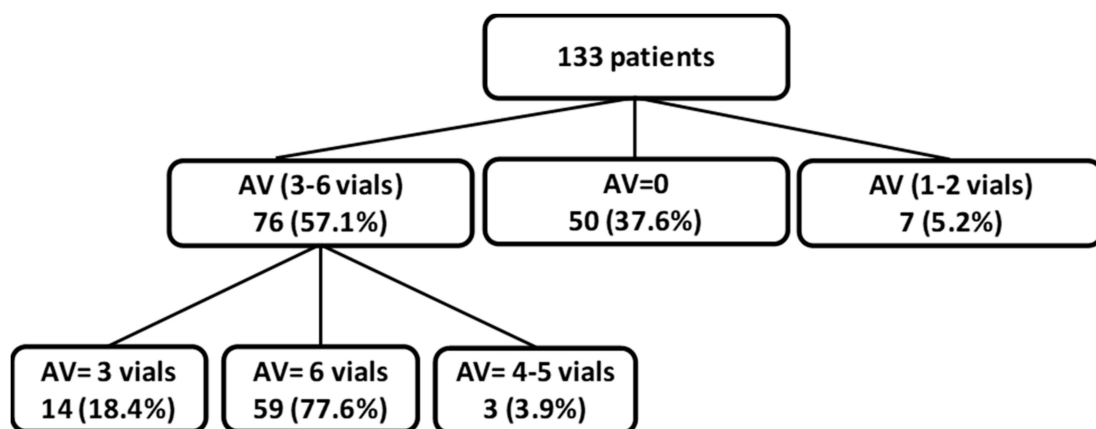 133 patients
AV (3-6 vials)
76 (57.1%)
AV=0
50 (37.6%)
AV (1-2 vials)
7 (5.2%)
AV= 3 vials
14 (18.4%)
AV= 6 vials
59 (77.6%)
AV= 4-5 vials
3 (3.9%)